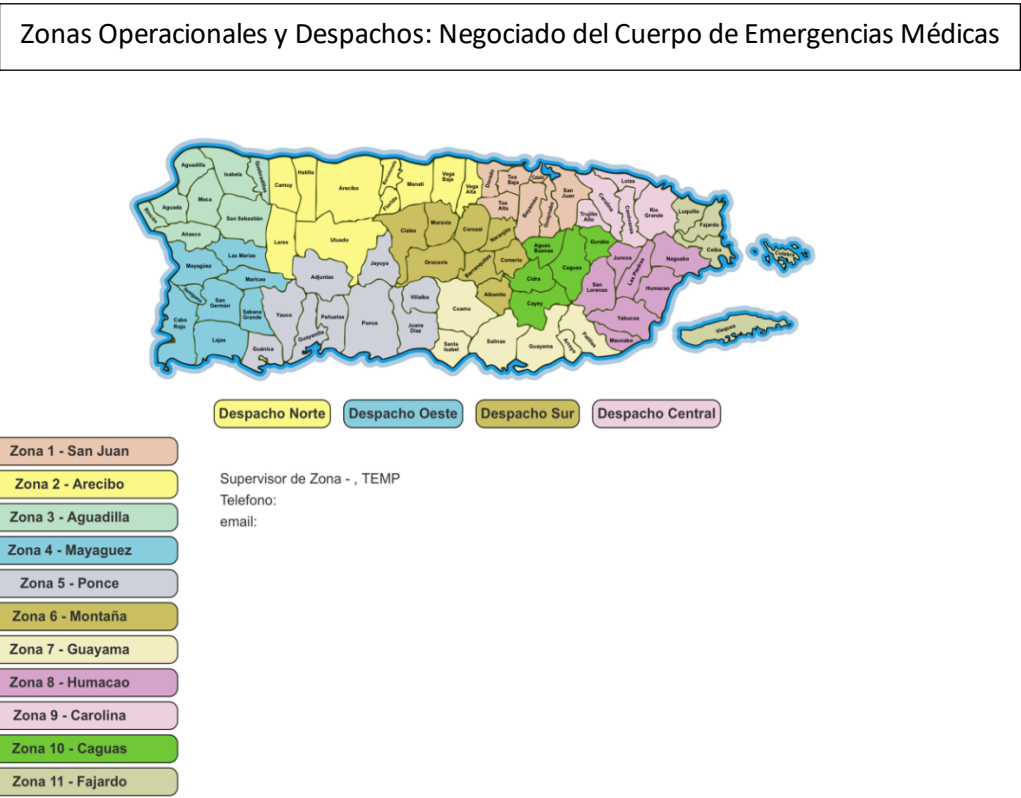 Zonas Operacionales y Despachos: Negociado del Cuerpo de Emergencias Médicas
Aguadilla
Isabela
Quebradillas
Camuy
Hatillo
Arecibo
Barceloneta
Florida
Manatí
Vega Baja
Vega Alta
Dorado
Toa Baja
Toa Alta
Cataño
Bayamón
Guaynabo
San Juan
Trujillo Alto
Carolina
Loiza
Canóvanas
Río Grande
Luquillo
Fajardo
Ceiba
Culebra
Vieques
Rincón
Aguada
Moca
San Sebastián
Añasco
Lares
Utuado
Ciales
Morovis
Corozal
Naranjito
Orocovis
Barranquitas
Comerío
Aibonito
Aguas Buenas
Gurabo
Caguas
Cidra
Cayey
Juncos
Las Piedras
Naguabo
San Lorenzo
Humacao
Yabucoa
Maunabo
Mayagüez
Las Marías
Maricao
Hormigueros
San Germán
Sabana Grande
Cabo Rojo
Lajas
Adjuntas
Jayuya
Yauco
Guánica
Guayanilla
Peñuelas
Ponce
Villalba
Juana Díaz
Coamo
Santa Isabel
Salinas
Guayama
Arroyo
Patillas
Despacho Norte
Despacho Oeste
Despacho Sur
Despacho Central
Zona 1 - San Juan
Zona 2 - Arecibo
Zona 3 - Aguadilla
Zona 4 - Mayaguez
Zona 5 - Ponce
Zona 6 - Montaña
Zona 7 - Guayama
Zona 8 - Humacao
Zona 9 - Carolina
Zona 10 - Caguas
Zona 11 - Fajardo
Supervisor de Zona - , TEMP
Telefono:
email: